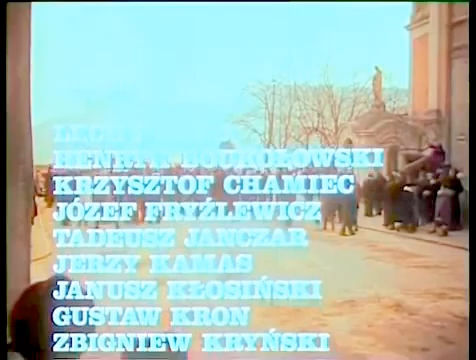 HENRYK BOUKOŁOWSKI
KRZYSZTOF CHAMIEC
JÓZEF FRYŹLEWICZ
TADEUSZ JANCZAR
JERZY KAMAS
JANUSZ KŁOSIŃSKI
GUSTAW KRON
ZBIGNIEW KRYŃSKI